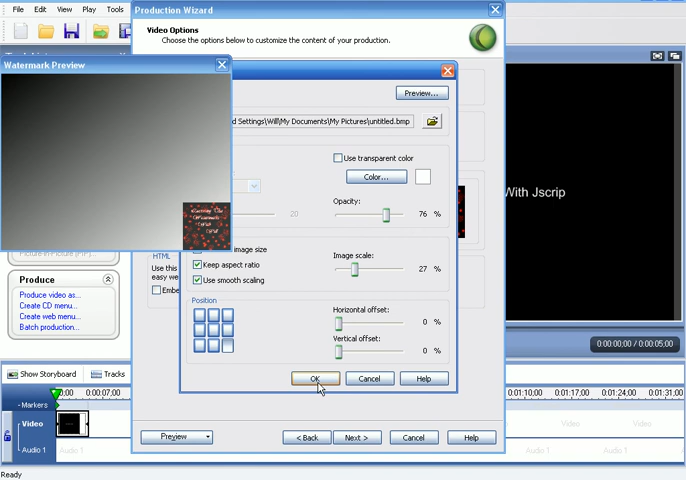 File Edit View Play Tools
Production Wizard
Video Options
Choose the options below to customize the content of your production.
Watermark Preview
Preview...
d Settings\Will\My Documents\My Pictures\untitled.bmp
Use transparent color
Color...
Opacity:
20
76 %
With Jscrip
image size
Image scale:
Keep aspect ratio
27 %
Use smooth scaling
HTML
Use this
easy we
Embe
Position
Horizontal offset:
0 %
Vertical offset:
0 %
OK Cancel Help
Produce
Produce video as...
Create CD menu...
Create web menu...
Batch production...
0:00:00;00 / 0:00:05;00
Show Storyboard Tracks
0:00:07;00
0:01:10;00 0:01:17;00 0:01:24;00 0:01:31;00
Markers
Video
Video Video
Audio 1
Audio 1 Audio 1
Preview < Back Next > Cancel Help
Ready